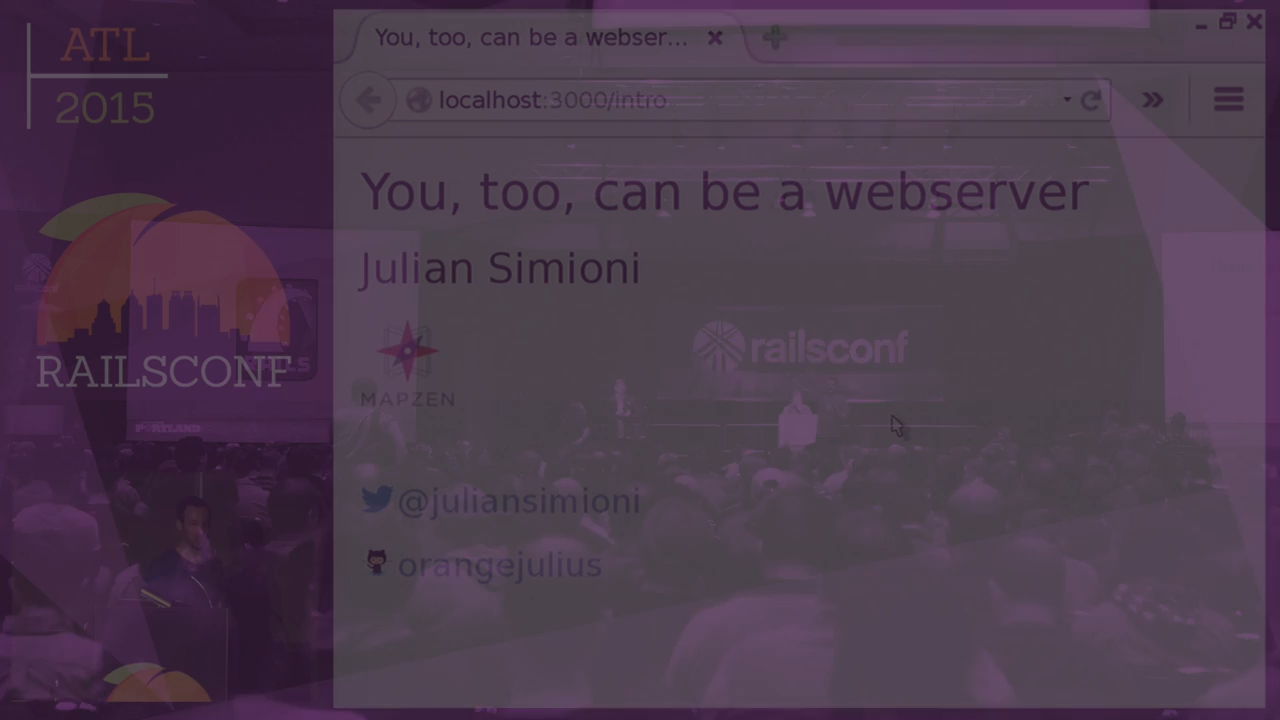 ATL
2015
RAILSCONF
You, too, can be a webser...
localhost:3000/intro
You, too, can be a webserver
Julian Simioni
MAPZEN
railsconf
@juliansimioni
orangejulius
PORTLAND